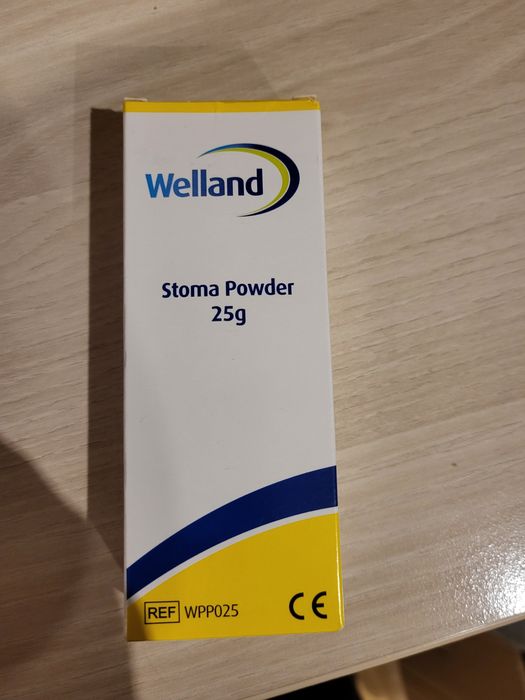 Welland
Stoma Powder
25g
REF WPP025
CE